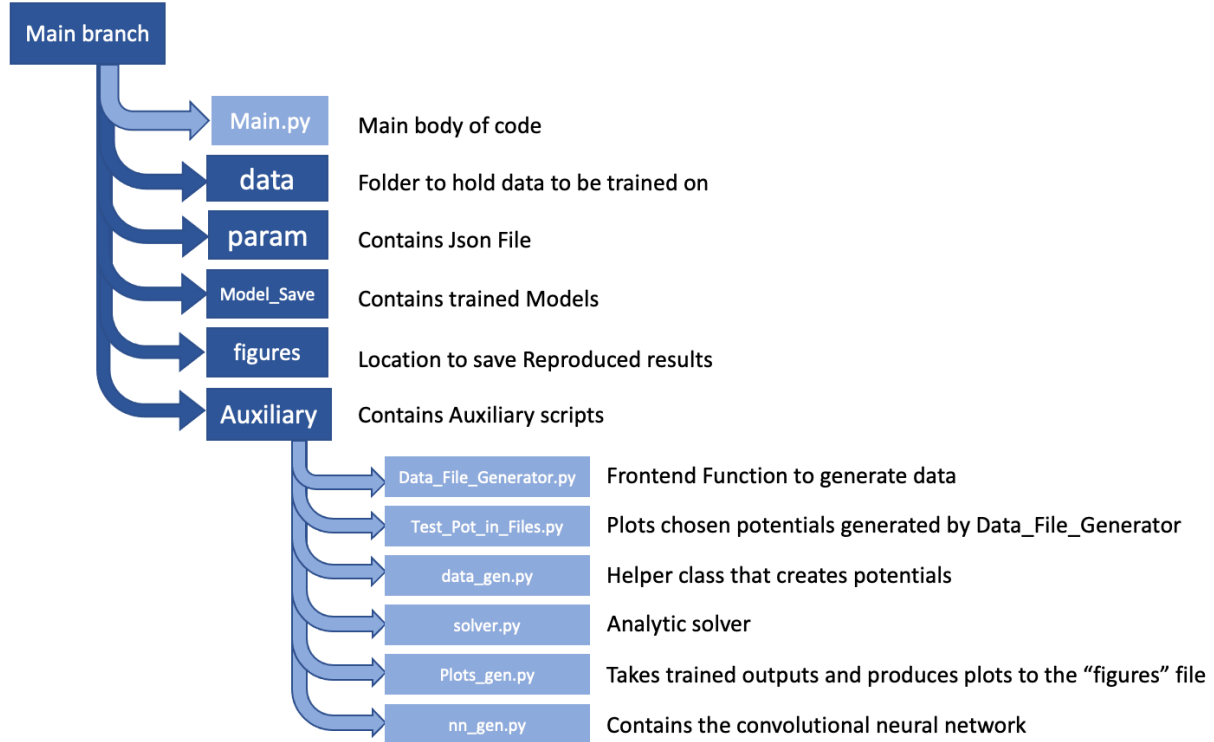 Main branch
Main.py
Main body of code
data
Folder to hold data to be trained on
param
Contains Json File
Model_Save
Contains trained Models
figures
Location to save Reproduced results
Auxiliary
Contains Auxiliary scripts
Data_File_Generator.py
Frontend Function to generate data
Test_Pot_in_Files.py
Plots chosen potentials generated by Data_File_Generator
data_gen.py
Helper class that creates potentials
solver.py
Analytic solver
Plots_gen.py
Takes trained outputs and produces plots to the “figures” file
nn_gen.py
Contains the convolutional neural network